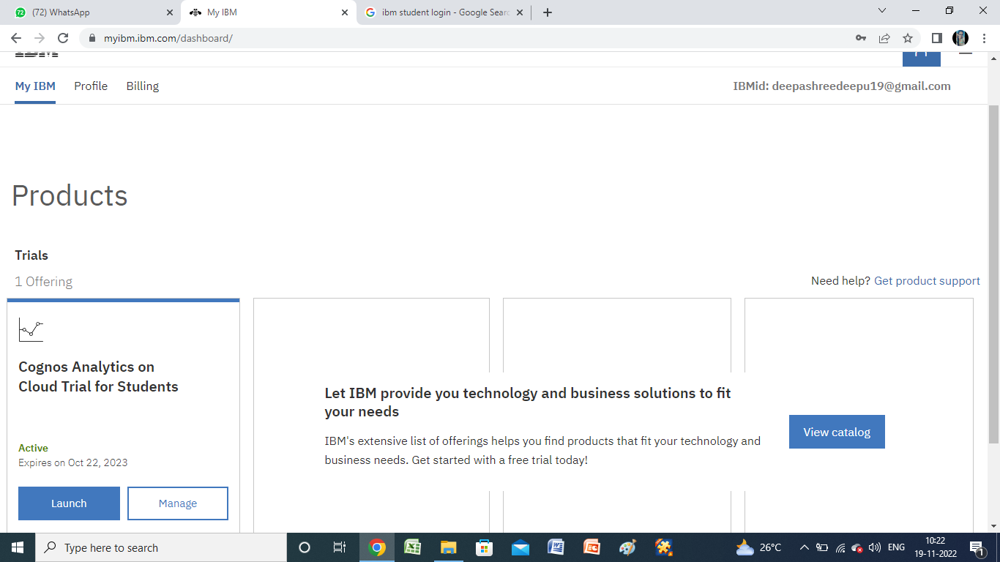 (72) WhatsApp
My IBM
ibm student login - Google Searc
myibm.ibm.com/dashboard/
My IBM Profile Billing IBMid: deepashreedeepu19@gmail.com
Products
Trials
1 Offering
Need help? Get product support
Cognos Analytics on
Cloud Trial for Students
Active
Expires on Oct 22, 2023
Launch Manage
Let IBM provide you technology and business solutions to fit
your needs
IBM's extensive list of offerings helps you find products that fit your technology and
business needs. Get started with a free trial today!
View catalog
Type here to search
26°C
ENG
10:22
19-11-2022
1